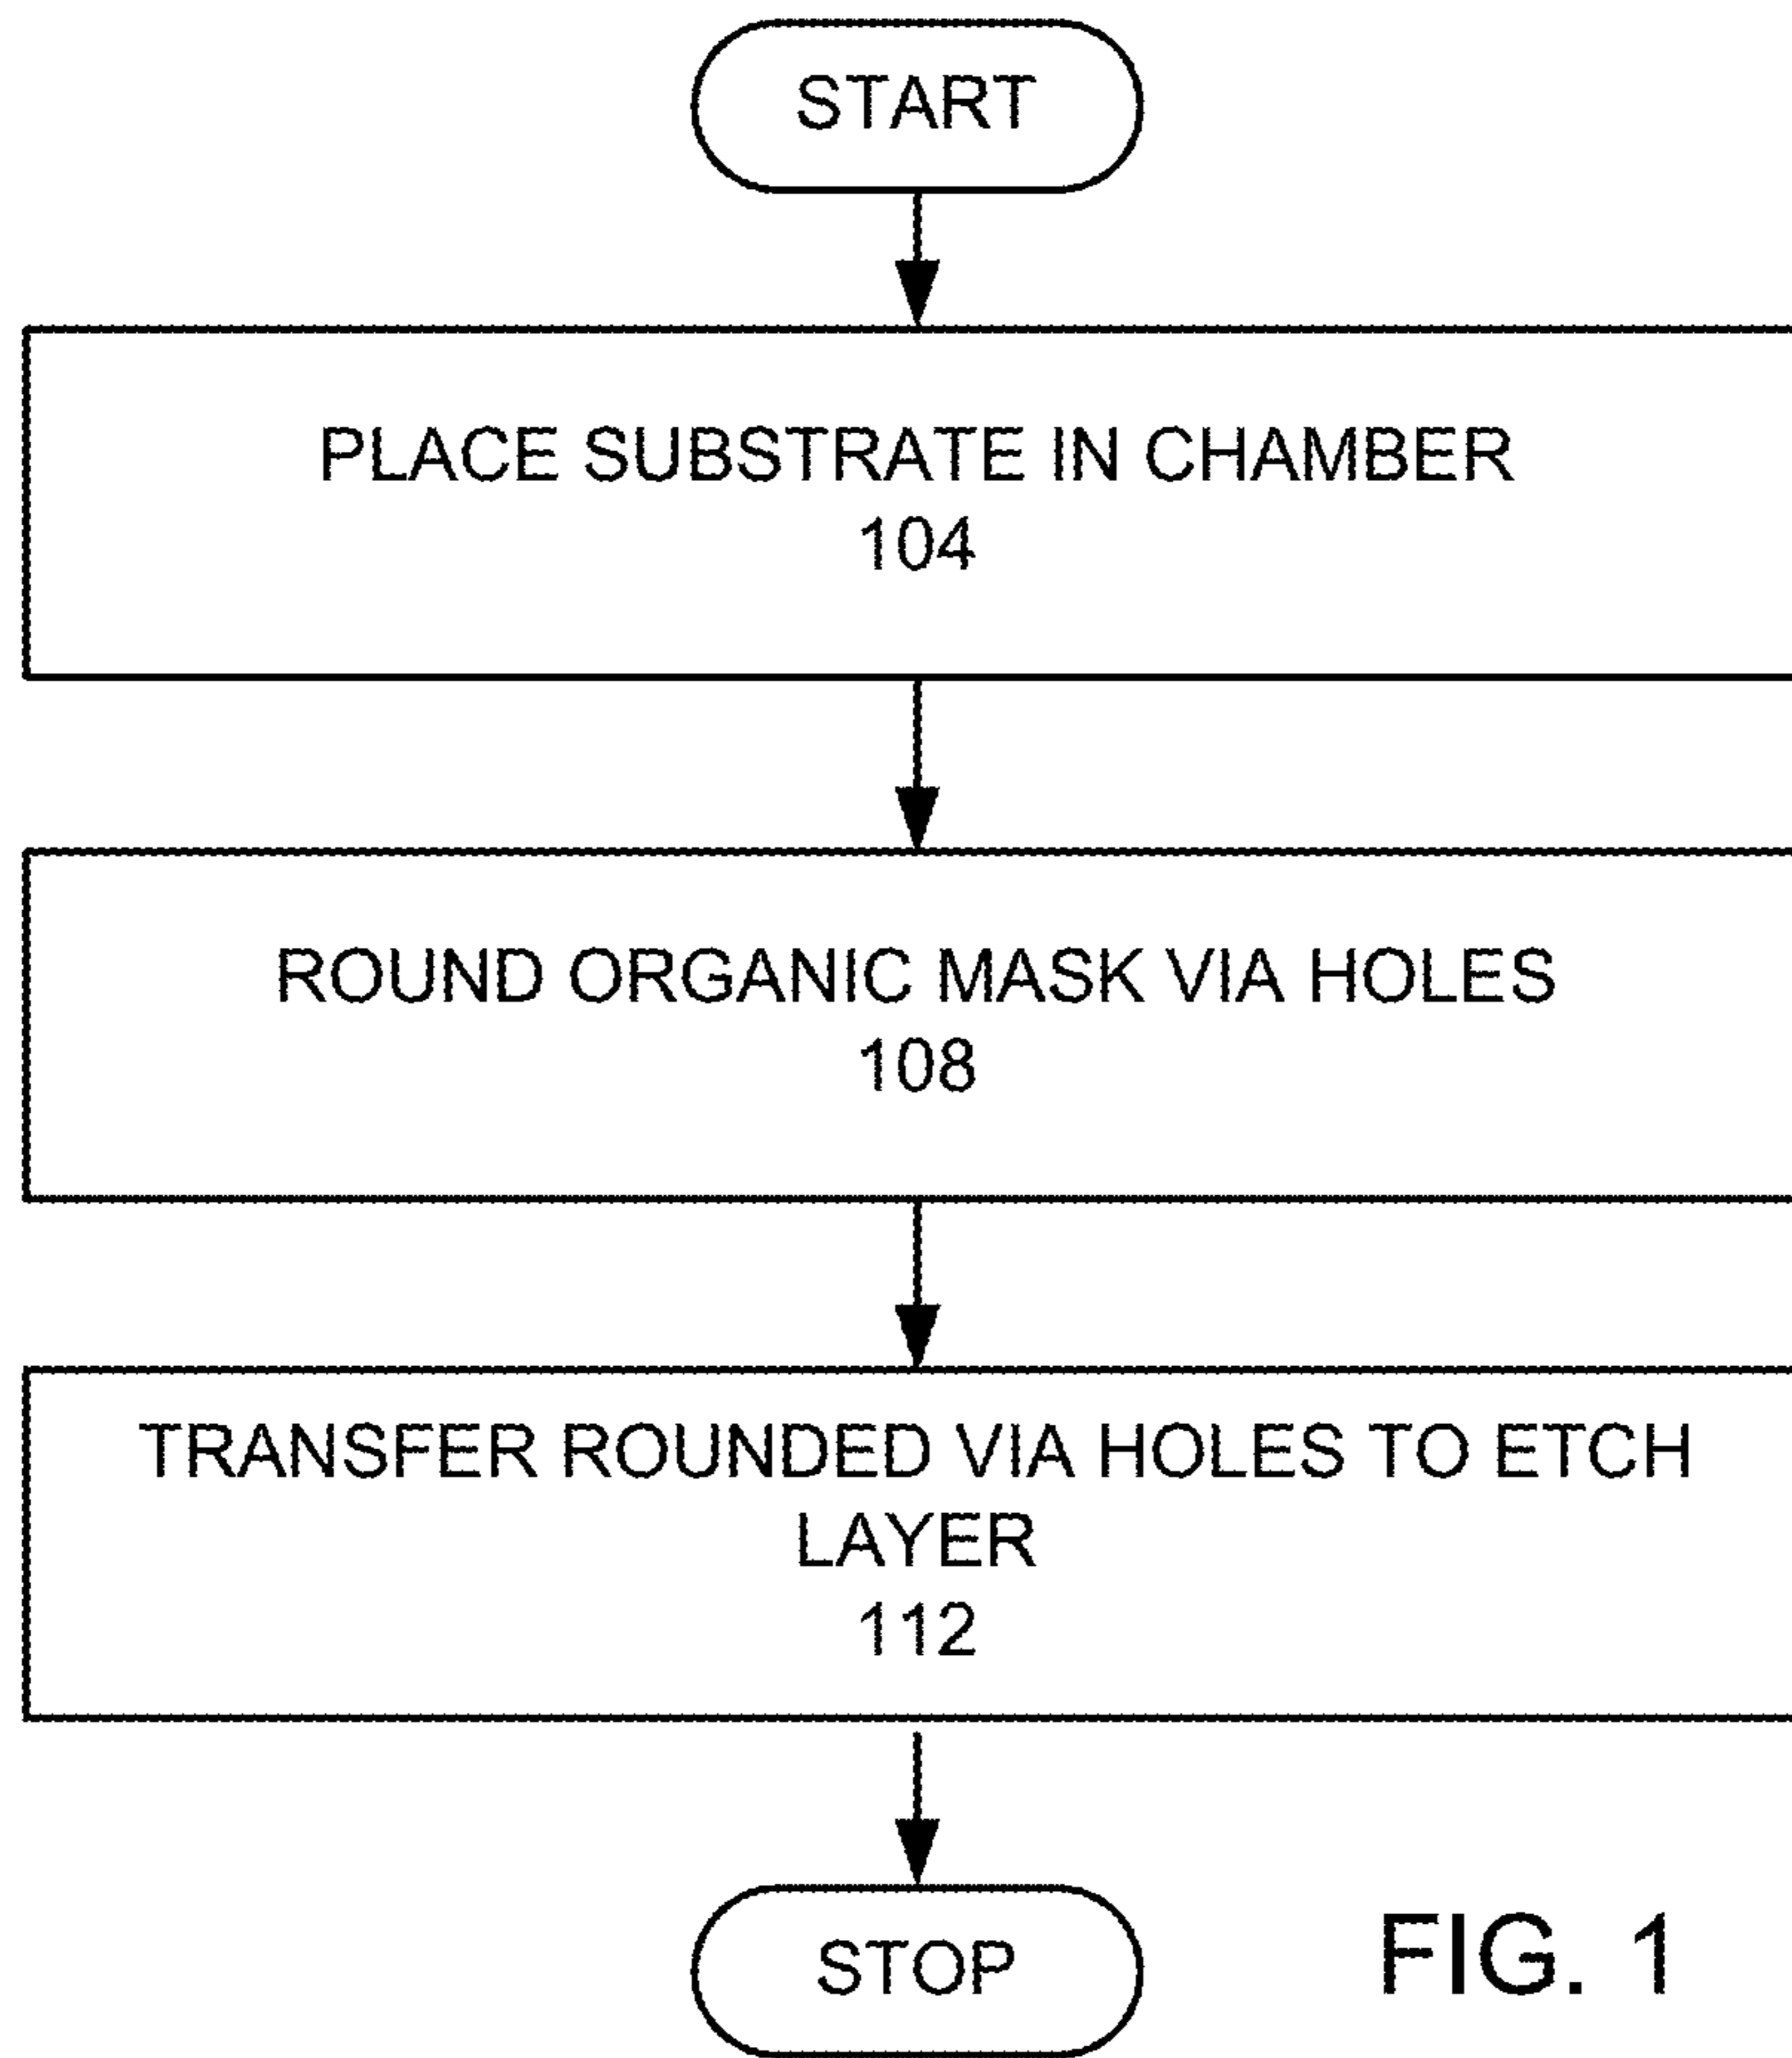 START
PLACE SUBSTRATE IN CHAMBER
104
ROUND ORGANIC MASK VIA HOLES
108
TRANSFER ROUNDED VIA HOLES TO ETCH
LAYER
112
STOP
FIG. 1